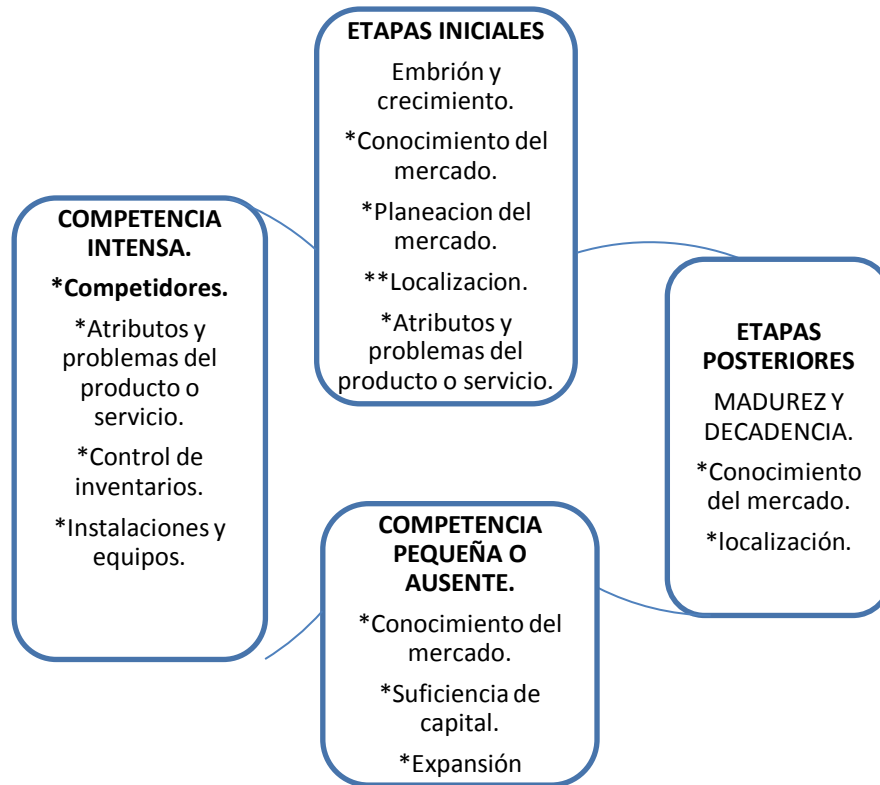 ETAPAS INICIALES
Embrión y
crecimiento.
*Conocimiento del
mercado.
*Planeacion del
mercado.
**Localizacion.
*Atributos y
problemas del
producto o servicio.
COMPETENCIA
INTENSA.
*Competidores.
*Atributos y
problemas del
producto o
servicio.
*Control de
inventarios.
*Instalaciones y
equipos.
ETAPAS
POSTERIORES
MADUREZ Y
DECADENCIA.
*Conocimiento
del mercado.
*localización.
COMPETENCIA
PEQUEÑA O
AUSENTE.
*Conocimiento del
mercado.
*Suficiencia de
capital.
*Expansión